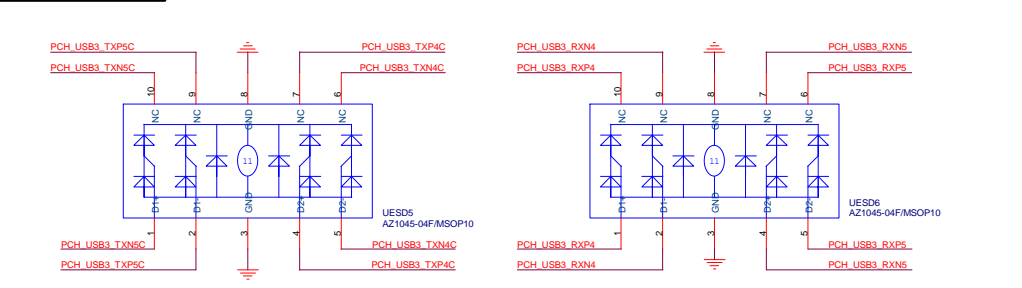 PCH_USB3_TXP5C
PCH_USB3_TXP4C
PCH_USB3_TXN5C
PCH_USB3_TXN4C
10
9
8
7
6
NC
NC
GND
NC
NC
11
D1+
D1-
GND
D2+
D2-
UESD5
AZ1045-04F/MSOP10
1
2
3
4
5
PCH_USB3_TXN5C
PCH_USB3_TXN4C
PCH_USB3_TXP5C
PCH_USB3_TXP4C
PCH_USB3_RXN4
PCH_USB3_RXN5
PCH_USB3_RXP4
PCH_USB3_RXP5
10
9
8
7
6
NC
NC
GND
NC
NC
11
D1+
D1-
GND
D2+
D2-
UESD6
AZ1045-04F/MSOP10
1
2
3
4
5
PCH_USB3_RXP4
PCH_USB3_RXP5
PCH_USB3_RXN4
PCH_USB3_RXN5